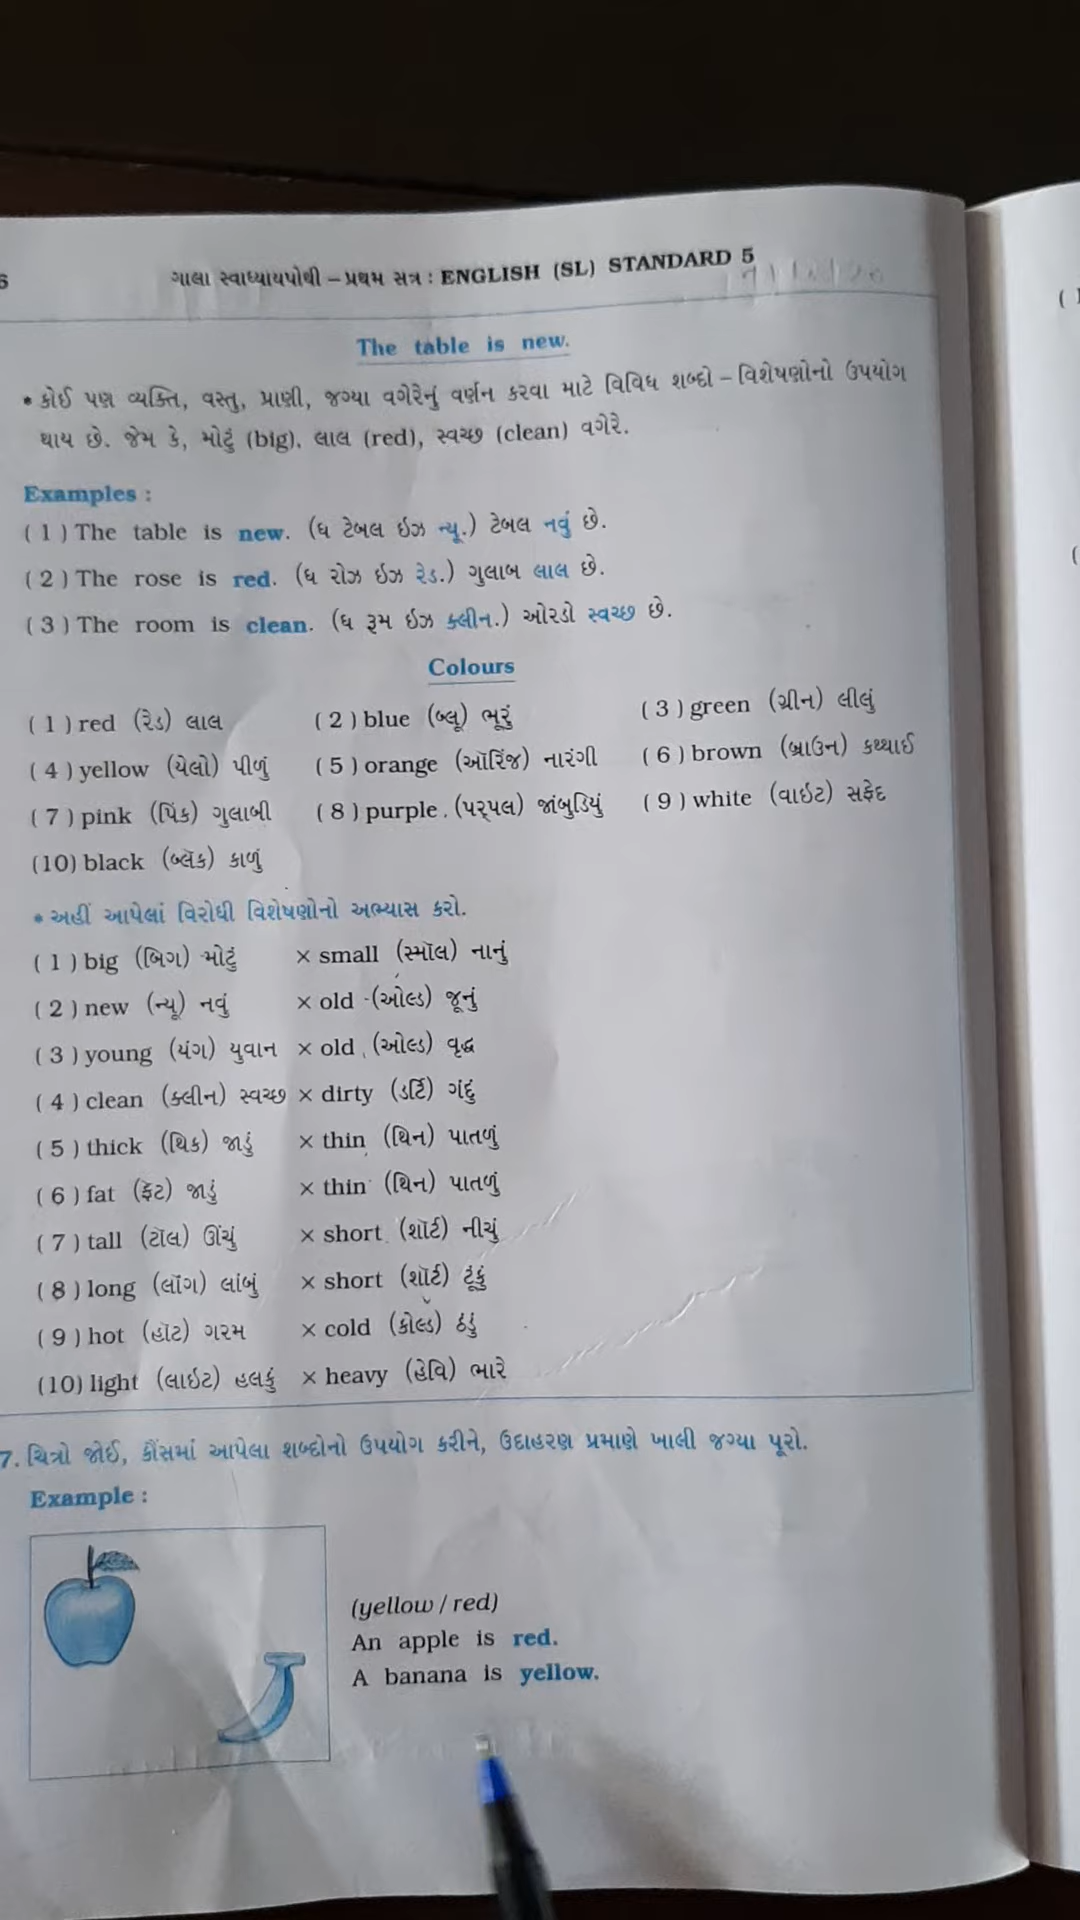 ગાલા સ્વાધ્યાયપોથી – પ્રથમ સત્ર : ENGLISH (SL) STANDARD 5
The table is new.
• કોઈ પણ વ્યક્તિ, વસ્તુ, પ્રાણી, જગ્યા વગેરેનું વર્ણન કરવા માટે વિવિધ શબ્દો – વિશેષણોનો ઉપયોગ
થાય છે. જેમ કે, મોટું (big), લાલ (red), સ્વચ્છ (clean) વગેરે.
Examples :
( 1 ) The table is new. (ધ ટેબલ ઇઝ ન્યૂ.) ટેબલ નવું છે.
( 2 ) The rose is red. (ધ રોઝ ઇઝ રેડ.) ગુલાબ લાલ છે.
( 3 ) The room is clean. (ધ રૂમ ઇઝ ક્લીન.) ઓરડો સ્વચ્છ છે.
Colours
( 1 ) red (રેડ) લાલ ( 2 ) blue (બ્લૂ) ભૂરું ( 3 ) green (ગ્રીન) લીલું
( 4 ) yellow (યેલો) પીળું ( 5 ) orange (ઑરિંજ) નારંગી ( 6 ) brown (બ્રાઉન) કથ્થાઈ
( 7 ) pink (પિંક) ગુલાબી ( 8 ) purple (પર્પલ) જાંબુડિયું ( 9 ) white (વાઇટ) સફેદ
(10) black (બ્લૅક) કાળું
• અહીં આપેલાં વિરોધી વિશેષણોનો અભ્યાસ કરો.
( 1 ) big (બિગ) મોટું × small (સ્મૉલ) નાનું
( 2 ) new (ન્યૂ) નવું × old (ઓલ્ડ) જૂનું
( 3 ) young (યંગ) યુવાન × old (ઓલ્ડ) વૃદ્ધ
( 4 ) clean (ક્લીન) સ્વચ્છ × dirty (ડર્ટિ) ગંદું
( 5 ) thick (થિક) જાડું × thin (થિન) પાતળું
( 6 ) fat (ફૅટ) જાડું × thin (થિન) પાતળું
( 7 ) tall (ટૉલ) ઊંચું × short (શૉર્ટ) નીચું
( 8 ) long (લૉંગ) લાંબું × short (શૉર્ટ) ટૂંકું
( 9 ) hot (હૉટ) ગરમ × cold (કોલ્ડ) ઠંડું
(10) light (લાઇટ) હલકું × heavy (હેવિ) ભારે
7. ચિત્રો જોઈ, કૌંસમાં આપેલા શબ્દોનો ઉપયોગ કરીને, ઉદાહરણ પ્રમાણે ખાલી જગ્યા પૂરો.
Example :
(yellow / red)
An apple is red.
A banana is yellow.